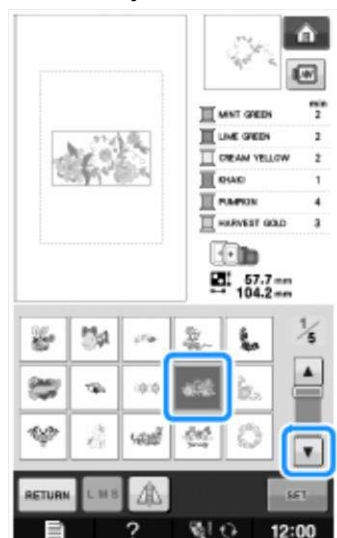 min
MINT GREEN 2
LIME GREEN 2
CREAM YELLOW 2
KHAKI 1
PUMPKIN 4
HARVEST GOLD 3
57.7 mm
104.2 mm
1/5
RETURN L M S SET
? 12:00